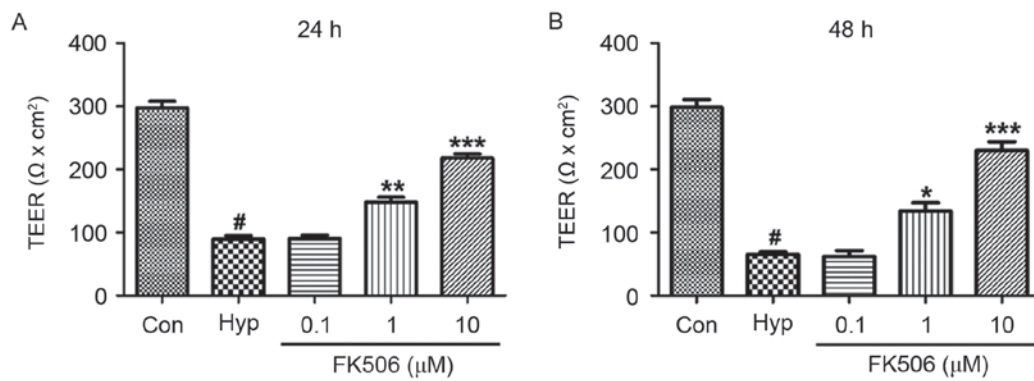 A
24 h
400
300
200
100
0
TEER (Ω x cm²)
#
**
***
Con Hyp 0.1 1 10
FK506 (μM)
B
48 h
400
300
200
100
0
TEER (Ω x cm²)
#
*
***
Con Hyp 0.1 1 10
FK506 (μM)